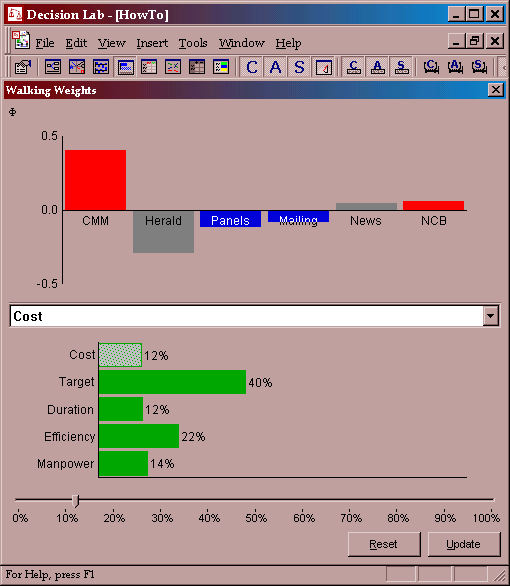 Decision Lab - [HowTo]
File Edit View Insert Tools Window Help
C A S C A S (C) (A) (S)
Walking Weights
Φ
0.5
0.0
CMM Herald Panels Mailing News NCB
-0.5
Cost
Cost 12%
Target 40%
Duration 12%
Efficiency 22%
Manpower 14%
0% 10% 20% 30% 40% 50% 60% 70% 80% 90% 100%
Reset Update
For Help, press F1